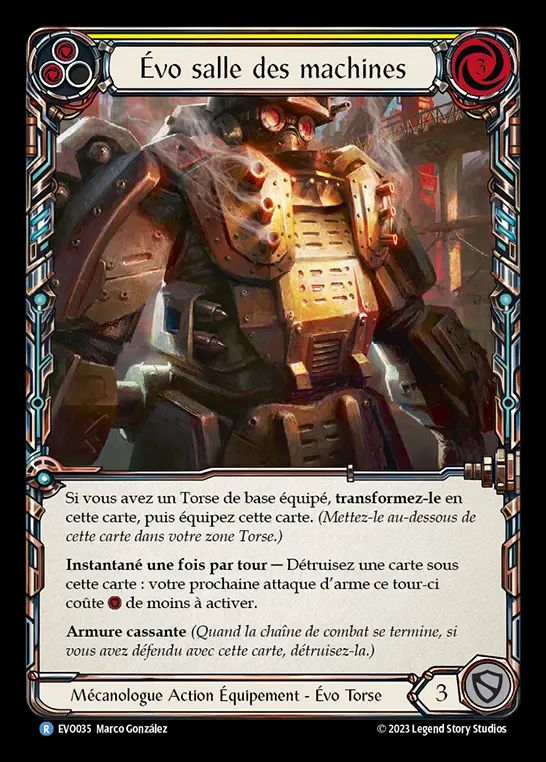 Évo salle des machines
3
Si vous avez un Torse de base équipé, transformez-le en
cette carte, puis équipez cette carte. (Mettez-le au-dessous de
cette carte dans votre zone Torse.)
Instantané une fois par tour — Détruisez une carte sous
cette carte : votre prochaine attaque d'arme ce tour-ci
coûte de moins à activer.
Armure cassante (Quand la chaîne de combat se termine, si
vous avez défendu avec cette carte, détruisez-la.)
Mécanologue Action Équipement - Évo Torse
3
R EVO035 Marco González
© 2023 Legend Story Studios